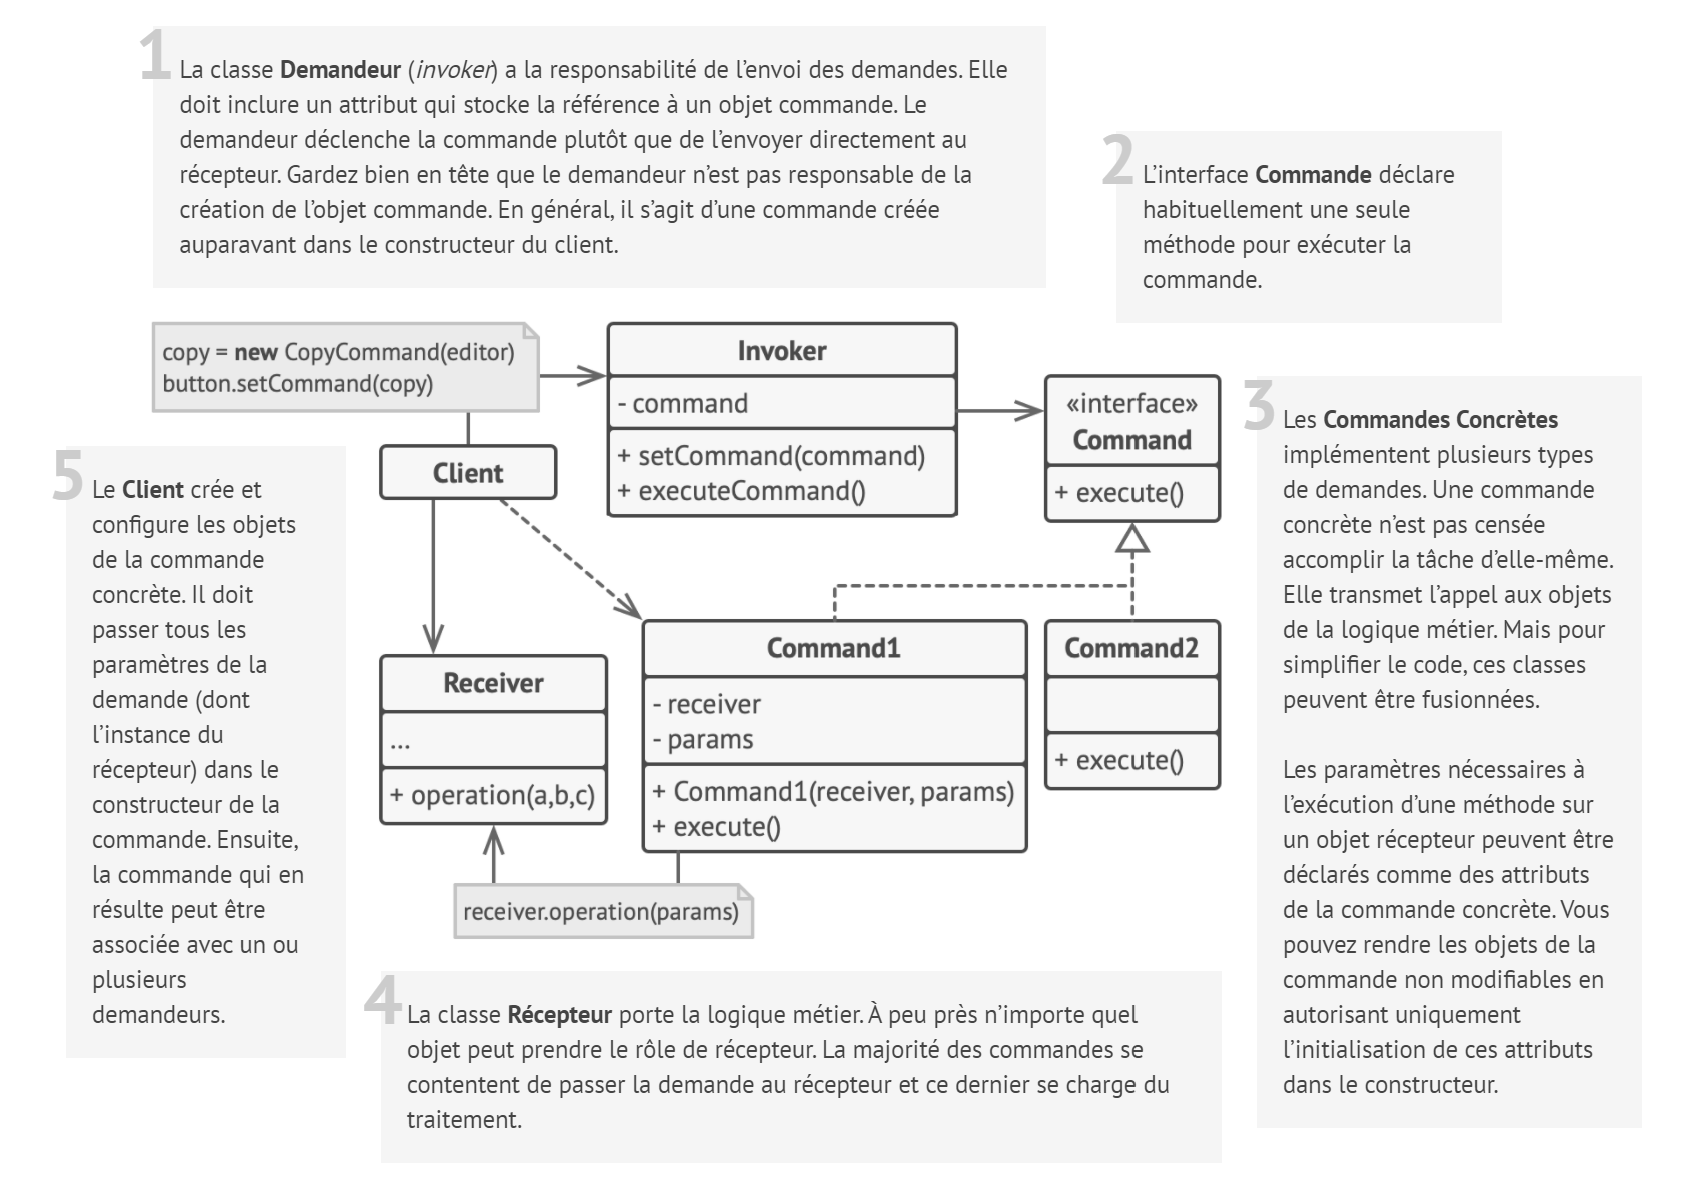 1
La classe Demandeur (invoker) a la responsabilité de l’envoi des demandes. Elle
doit inclure un attribut qui stocke la référence à un objet commande. Le
demandeur déclenche la commande plutôt que de l’envoyer directement au
récepteur. Gardez bien en tête que le demandeur n’est pas responsable de la
création de l’objet commande. En général, il s’agit d’une commande créée
auparavant dans le constructeur du client.
2
L’interface Commande déclare
habituellement une seule
méthode pour exécuter la
commande.
copy = new CopyCommand(editor)
button.setCommand(copy)
Client
Invoker
- command
+ setCommand(command)
+ executeCommand()
«interface»
Command
+ execute()
Receiver
...
+ operation(a,b,c)
Command1
- receiver
- params
+ Command1(receiver, params)
+ execute()
Command2
+ execute()
receiver.operation(params)
3
Les Commandes Concrètes
implémentent plusieurs types
de demandes. Une commande
concrète n’est pas censée
accomplir la tâche d’elle-même.
Elle transmet l’appel aux objets
de la logique métier. Mais pour
simplifier le code, ces classes
peuvent être fusionnées.
Les paramètres nécessaires à
l’exécution d’une méthode sur
un objet récepteur peuvent être
déclarés comme des attributs
de la commande concrète. Vous
pouvez rendre les objets de la
commande non modifiables en
autorisant uniquement
l’initialisation de ces attributs
dans le constructeur.
4
La classe Récepteur porte la logique métier. À peu près n’importe quel
objet peut prendre le rôle de récepteur. La majorité des commandes se
contentent de passer la demande au récepteur et ce dernier se charge du
traitement.
5
Le Client crée et
configure les objets
de la commande
concrète. Il doit
passer tous les
paramètres de la
demande (dont
l’instance du
récepteur) dans le
constructeur de la
commande. Ensuite,
la commande qui en
résulte peut être
associée avec un ou
plusieurs
demandeurs.